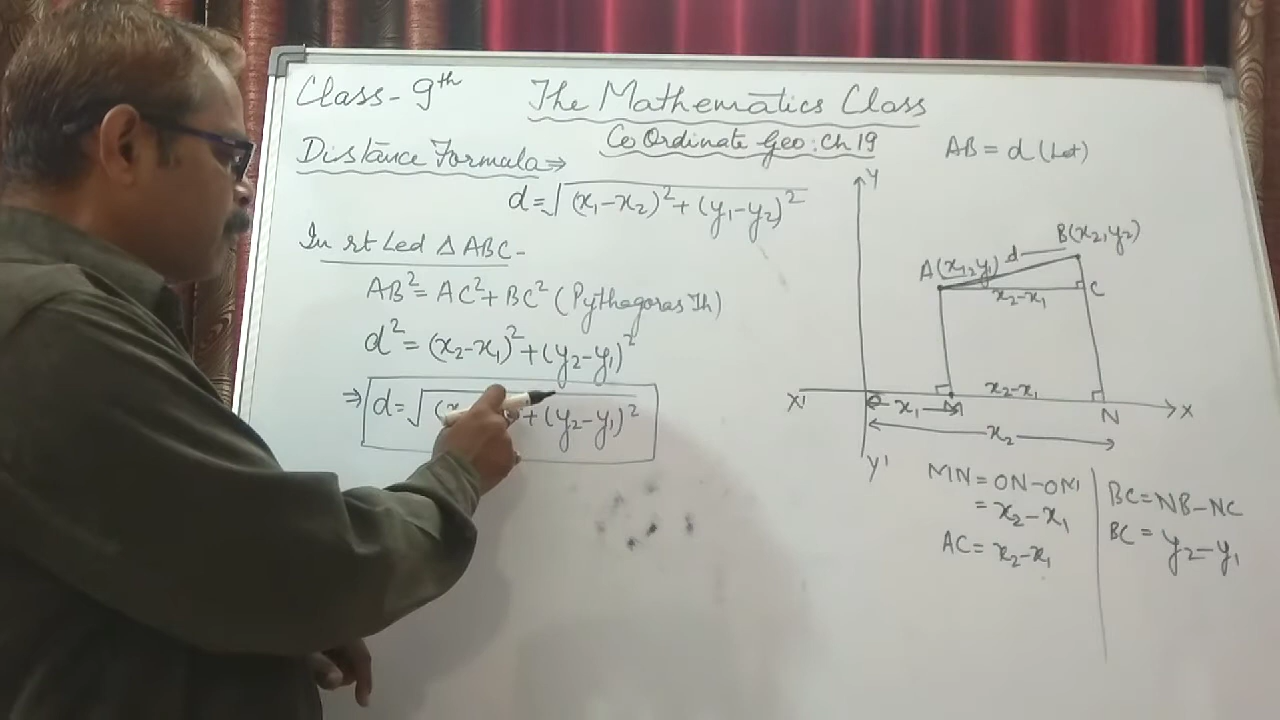 Class- 9th
The Mathematics Class
CoOrdinate Geo: Ch 19
Distance Formula⇒
d=√(x₁-x₂)²+(y₁-y₂)²
In rt Led Δ ABC-
AB²= AC²+ BC² (Pythagoras Th)
d² = (x₂-x₁)²+(y₂-y₁)²
⇒ d=√(x +(y₂-y₁)²
AB = d (Let)
Y
B(x₂,y₂)
A(x₁,y₁)
d
x₂-x₁
C
x₂-x₁
X'
O
x₁
M
N
X
x₂
Y'
MN = ON-OM
= x₂-x₁
AC = x₂-x₁
BC = NB-NC
BC = y₂-y₁